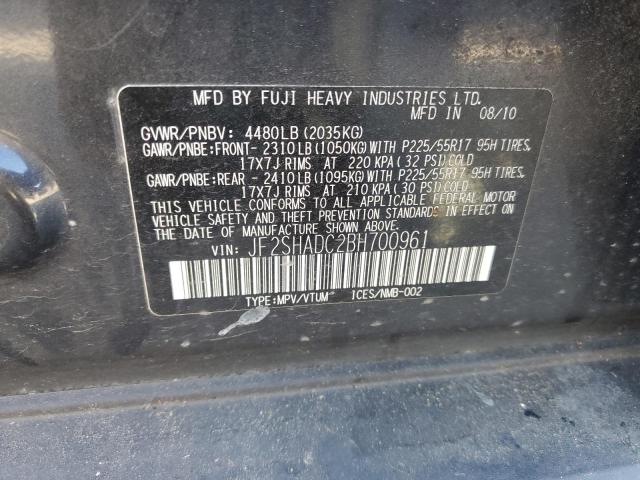 MFD BY FUJI HEAVY INDUSTRIES LTD.
MFD IN 08/10
GVWR/PNBV: 4480LB (2035KG)
GAWR/PNBE:FRONT- 2310LB (1050KG) WITH P225/55R17 95H TIRES,
17X7J RIMS AT 220 KPA ( 32 PSI) COLD
GAWR/PNBE:REAR - 2410LB (1095KG) WITH P225/55R17 95H TIRES,
17X7J RIMS AT 210 KPA ( 30 PSI) COLD
THIS VEHICLE CONFORMS TO ALL APPLICABLE FEDERAL MOTOR
VEHICLE SAFETY AND THEFT PREVENTION STANDARDS IN EFFECT ON
THE DATE OF MANUFACTURE SHOWN ABOVE.
VIN: JF2SHADC2BH700961
TYPE:MPV/VTUM ICES/NMB-002